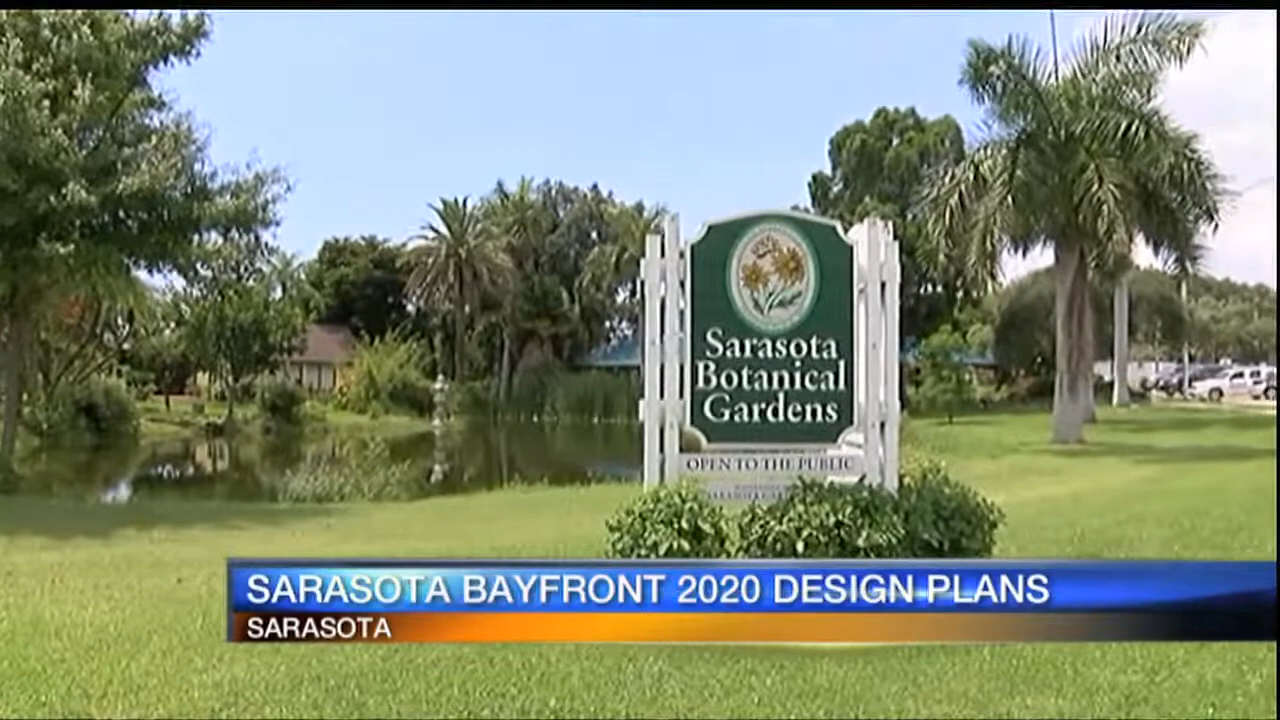 Sarasota
Botanical
Gardens
OPEN TO THE PUBLIC
SARASOTA BAYFRONT 2020 DESIGN PLANS
SARASOTA